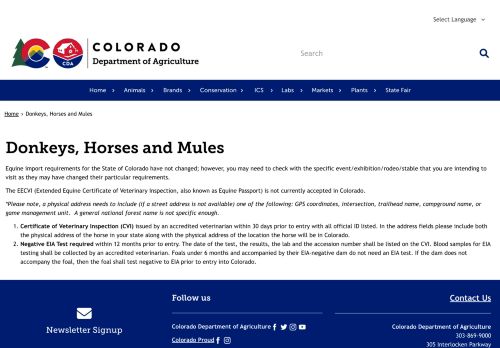 Select Language
COLORADO
Department of Agriculture
CDA
Search
Home Animals Brands Conservation ICS Labs Markets Plants State Fair
Home › Donkeys, Horses and Mules
Donkeys, Horses and Mules
Equine import requirements for the State of Colorado have not changed; however, you may need to check with the specific event/exhibition/rodeo/stable that you are intending to
visit as they may have changed their particular requirements.
The EECVI (Extended Equine Certificate of Veterinary Inspection, also known as Equine Passport) is not currently accepted in Colorado.
*Please note, a physical address needs to include (if a street address is not available) one of the following: GPS coordinates, intersection, trailhead name, campground name, or
game management unit. A general national forest name is not specific enough.
1. Certificate of Veterinary Inspection (CVI) issued by an accredited veterinarian within 30 days prior to entry with all official ID listed. In the address fields please include both
the physical address of the horse in your state along with the physical address of the location the horse will be in Colorado.
2. Negative EIA Test required within 12 months prior to entry. The date of the test, the results, the lab and the accession number shall be listed on the CVI. Blood samples for EIA
testing shall be collected by an accredited veterinarian. Foals under 6 months and accompanied by their EIA-negative dam do not need an EIA test. If the dam does not
accompany the foal, then the foal shall test negative to EIA prior to entry into Colorado.
Newsletter Signup
Follow us
Colorado Department of Agriculture
Colorado Proud
Contact Us
Colorado Department of Agriculture
303-869-9000
305 Interlocken Parkway